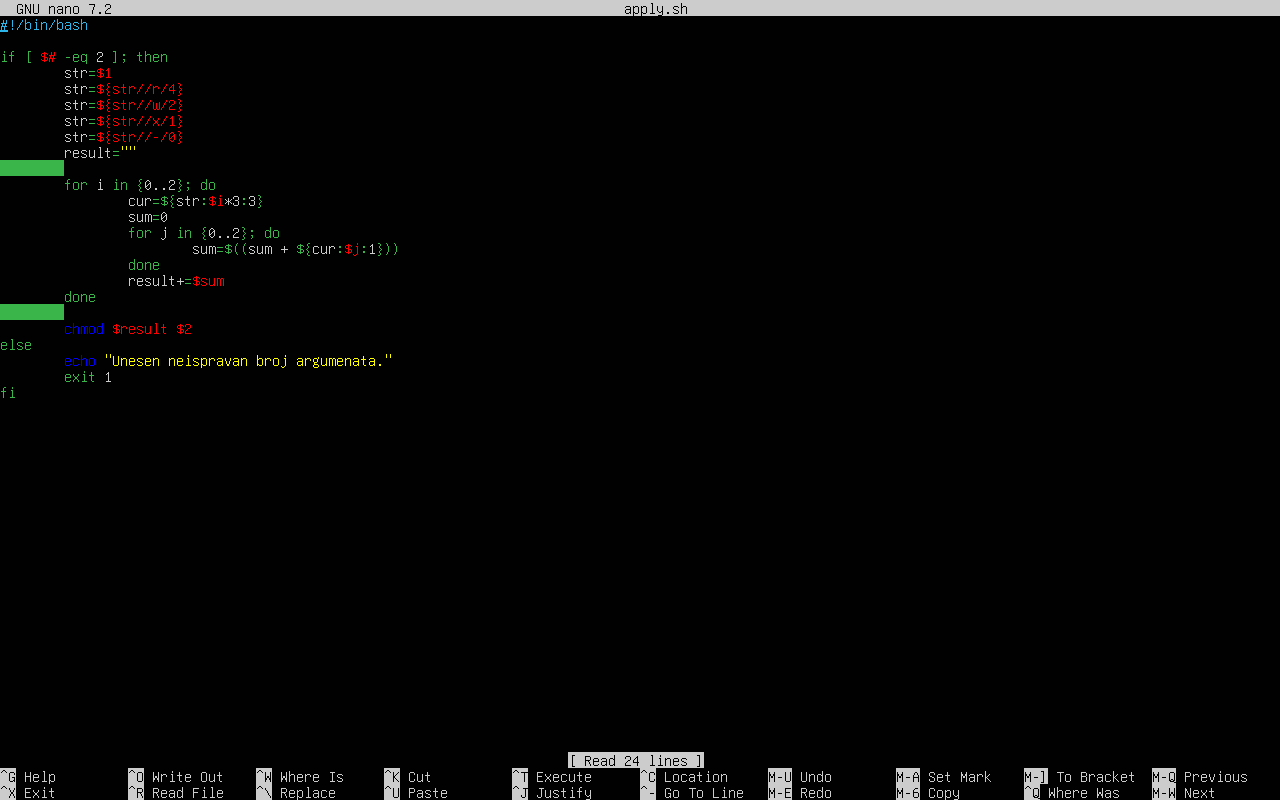 GNU nano 7.2 apply.sh
#!/bin/bash
if [ $# -eq 2 ]; then
str=$1
str=${str//r/4}
str=${str//w/2}
str=${str//x/1}
str=${str//-/0}
result=""
for i in {0..2}; do
cur=${str:$i*3:3}
sum=0
for j in {0..2}; do
sum=$((sum + ${cur:$j:1}))
done
result+=$sum
done
chmod $result $2
else
echo "Unesen neispravan broj argumenata."
exit 1
fi
[ Read 24 lines ]
^G Help ^O Write Out ^W Where Is ^K Cut ^T Execute ^C Location M-U Undo M-A Set Mark M-] To Bracket M-Q Previous
^X Exit ^R Read File ^\ Replace ^U Paste ^J Justify ^- Go To Line M-E Redo M-6 Copy ^Q Where Was M-W Next